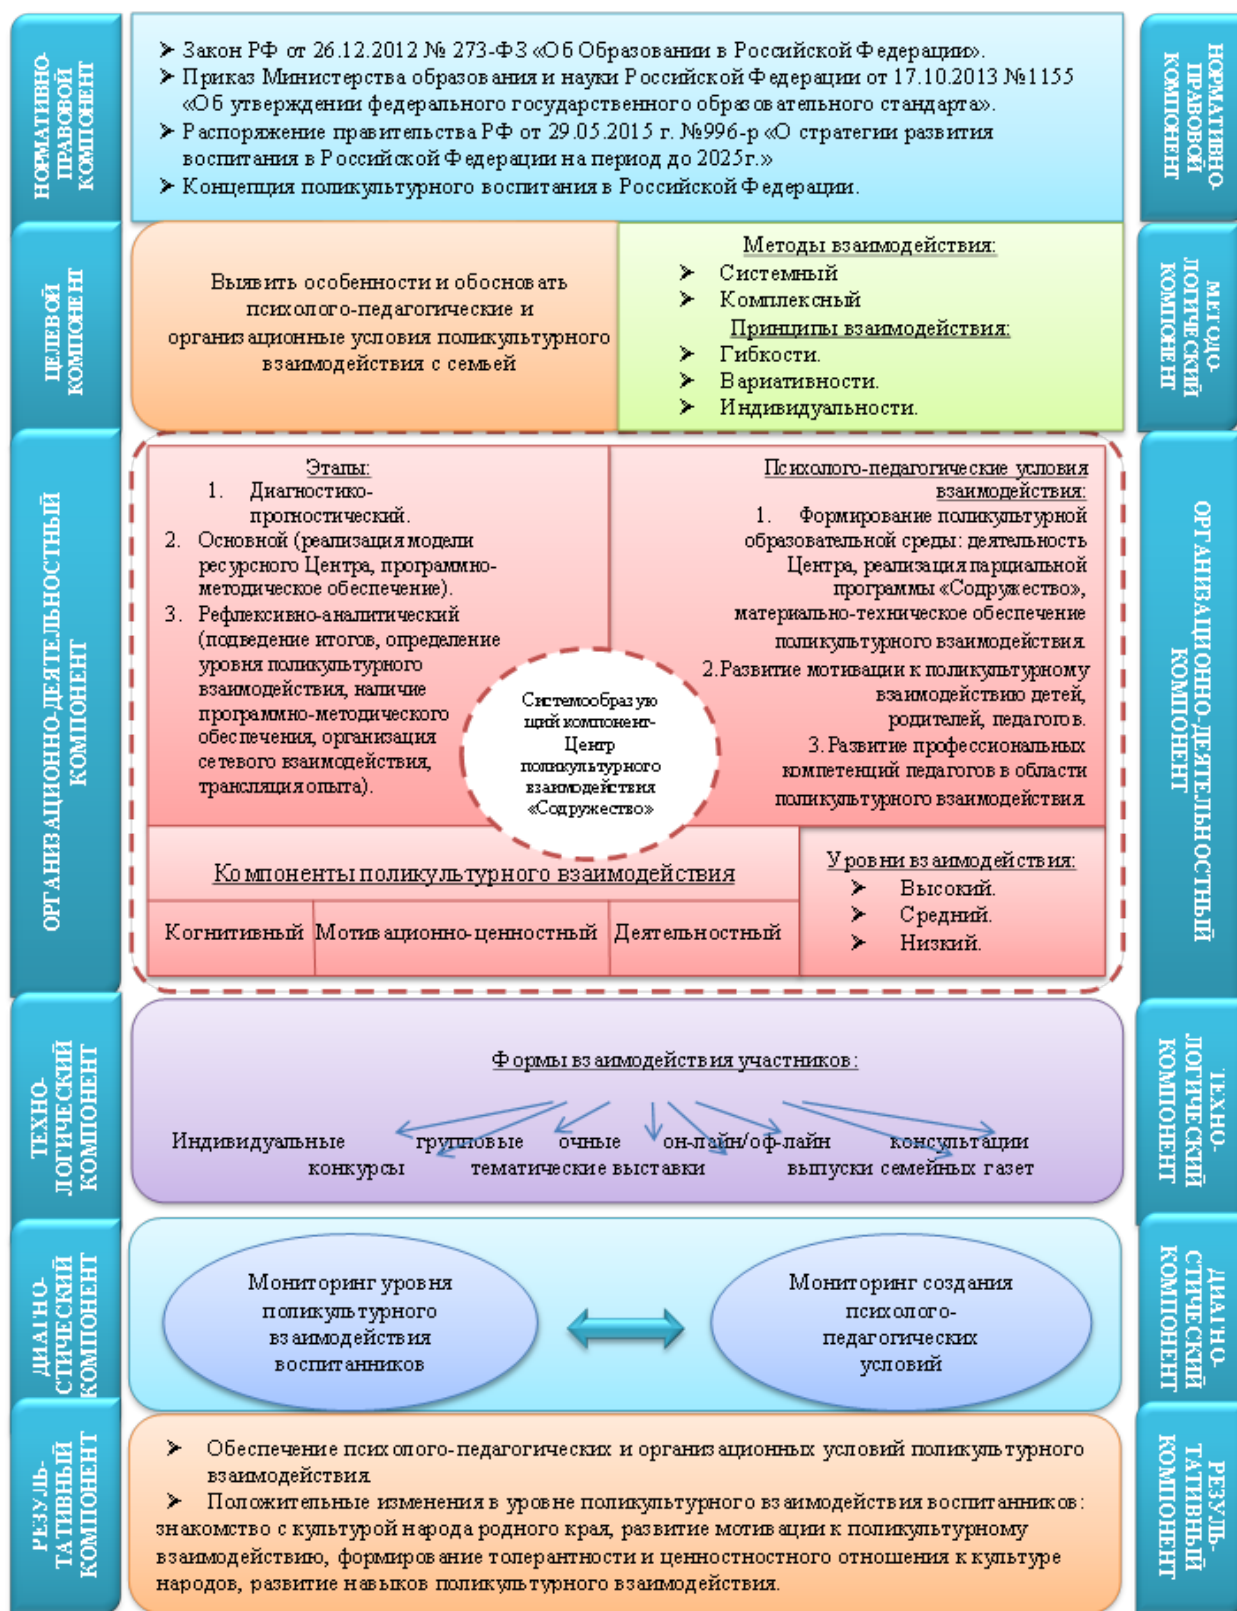 НОРМАТИВНО-
ПРАВОВОЙ
КОМПОНЕНТ
➤ Закон РФ от 26.12.2012 № 273-ФЗ «Об Образовании в Российской Федерации».
➤ Приказ Министерства образования и науки Российской Федерации от 17.10.2013 №1155
«Об утверждении федерального государственного образовательного стандарта».
➤ Распоряжение правительства РФ от 29.05.2015 г. №996-р «О стратегии развития
воспитания в Российской Федерации на период до 2025г.»
➤ Концепция поликультурного воспитания в Российской Федерации.
НОРМАТИВНО-
ПРАВОВОЙ
КОМПОНЕНТ
ЦЕЛЕВОЙ
КОМПОНЕНТ
Выявить особенности и обосновать
психолого-педагогические и
организационные условия поликультурного
взаимодействия с семьей
Методы взаимодействия:
➤ Системный
➤ Комплексный
Принципы взаимодействия:
➤ Гибкости.
➤ Вариативности.
➤ Индивидуальности.
МЕТОДО-
ЛОГИЧЕСКИЙ
КОМПОНЕНТ
ОРГАНИЗАЦИОННО-ДЕЯТЕЛЬНОСТНЫЙ
КОМПОНЕНТ
Этапы:
1. Диагностико-
прогностический.
2. Основной (реализация модели
ресурсного Центра, программно-
методическое обеспечение).
3. Рефлексивно-аналитический
(подведение итогов, определение
уровня поликультурного
взаимодействия, наличие
программно-методического
обеспечения, организация
сетевого взаимодействия,
трансляция опыта).
Психолого-педагогические условия
взаимодействия:
1. Формирование поликультурной
образовательной среды: деятельность
Центра, реализация парциальной
программы «Содружество»,
материально-техническое обеспечение
поликультурного взаимодействия.
2.Развитие мотивации к поликультурному
взаимодействию детей,
родителей, педагогов.
3.Развитие профессиональных
компетенций педагогов в области
поликультурного взаимодействия.
Системообразую
щий компонент-
Центр
поликультурного
взаимодействия
«Содружество»
Компоненты поликультурного взаимодействия
Когнитивный
Мотивационно-ценностный
Деятельностный
Уровни взаимодействия:
➤ Высокий.
➤ Средний.
➤ Низкий.
ОРГАНИЗАЦИОННО-ДЕЯТЕЛЬНОСТНЫЙ
КОМПОНЕНТ
ТЕХНО-
ЛОГИЧЕСКИЙ
КОМПОНЕНТ
Формы взаимодействия участников:
Индивидуальные групповые очные он-лайн/оф-лайн консультации
конкурсы тематические выставки выпуски семейных газет
ТЕХНО-
ЛОГИЧЕСКИЙ
КОМПОНЕНТ
ДИАГНО-
СТИЧЕСКИЙ
КОМПОНЕНТ
Мониторинг уровня
поликультурного
взаимодействия
воспитанников
Мониторинг создания
психолого-
педагогических
условий
ДИАГНО-
СТИЧЕСКИЙ
КОМПОНЕНТ
РЕЗУЛЬ-
ТАТИВНЫЙ
КОМПОНЕНТ
➤ Обеспечение психолого-педагогических и организационных условий поликультурного
взаимодействия.
➤ Положительные изменения в уровне поликультурного взаимодействия воспитанников:
знакомство с культурой народа родного края, развитие мотивации к поликультурному
взаимодействию, формирование толерантности и ценностностного отношения к культуре
народов, развитие навыков поликультурного взаимодействия.
РЕЗУЛЬ-
ТАТИВНЫЙ
КОМПОНЕНТ